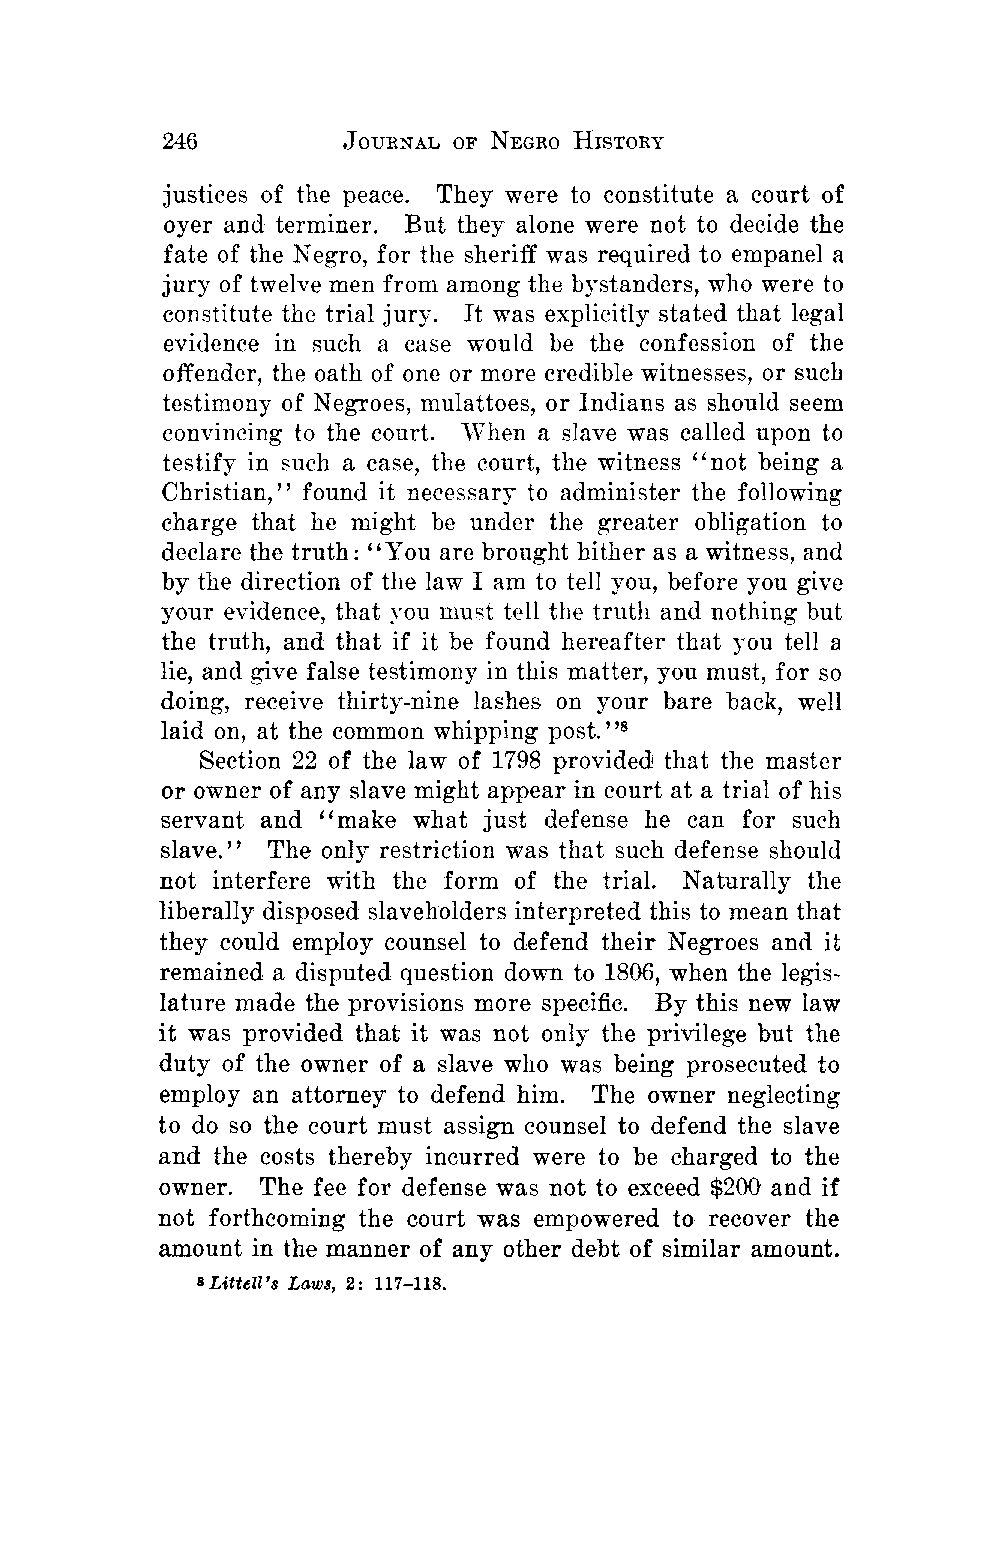 246 JOURNAL OF NEGRO HISTORY
justices of the peace. They were to constitute a court of
oyer and terminer. But they alone were not to decide the
fate of the Negro, for the sheriff was required to empanel a
jury of twelve men from among the bystanders, who were to
constitute the trial jury. It was explicitly stated that legal
evidence in such a case would be the confession of the
offender, the oath of one or more credible witnesses, or such
testimony of Negroes, mulattoes, or Indians as should seem
convincing to the court. When a slave was called upon to
testify in such a case, the court, the witness "not being a
Christian," found it necessary to administer the following
charge that he might be under the greater obligation to
declare the truth: "You are brought hither as a witness, and
by the direction of the law I am to tell you, before you give
your evidence, that you must tell the truth and nothing but
the truth, and that if it be found hereafter that you tell a
lie, and give false testimony in this matter, you must, for so
doing, receive thirty-nine lashes on your bare back, well
laid on, at the common whipping post."⁸
Section 22 of the law of 1798 provided that the master
or owner of any slave might appear in court at a trial of his
servant and "make what just defense he can for such
slave." The only restriction was that such defense should
not interfere with the form of the trial. Naturally the
liberally disposed slaveholders interpreted this to mean that
they could employ counsel to defend their Negroes and it
remained a disputed question down to 1806, when the legis-
lature made the provisions more specific. By this new law
it was provided that it was not only the privilege but the
duty of the owner of a slave who was being prosecuted to
employ an attorney to defend him. The owner neglecting
to do so the court must assign counsel to defend the slave
and the costs thereby incurred were to be charged to the
owner. The fee for defense was not to exceed $200 and if
not forthcoming the court was empowered to recover the
amount in the manner of any other debt of similar amount.
⁸ Littell's Laws, 2: 117-118.